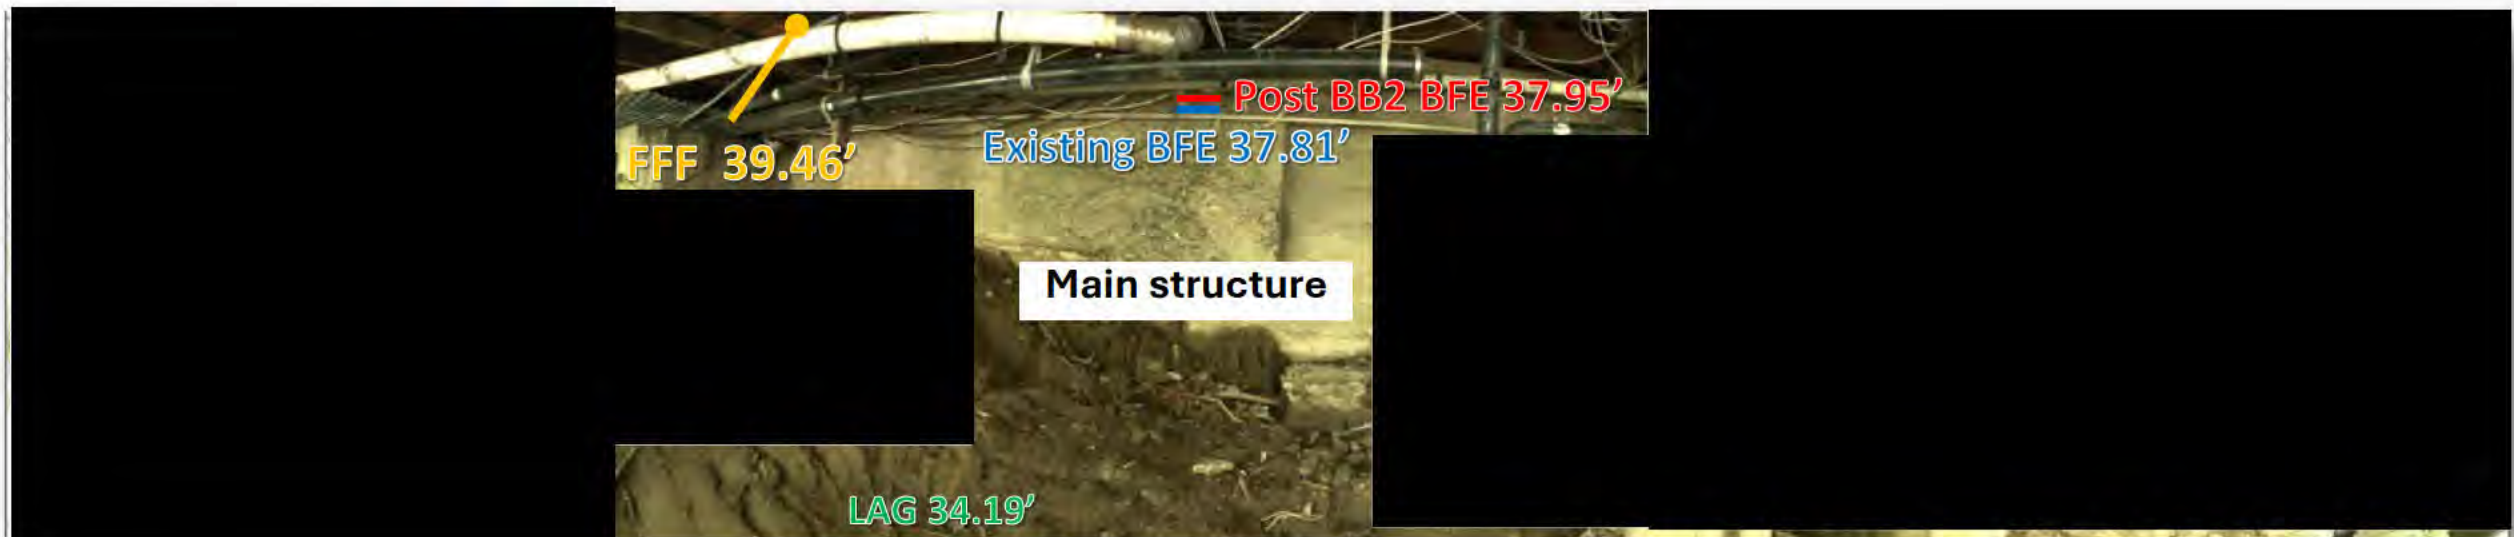 Post BB2 BFE 37.95’
Existing BFE 37.81’
FFF 39.46’
Main structure
LAG 34.19’